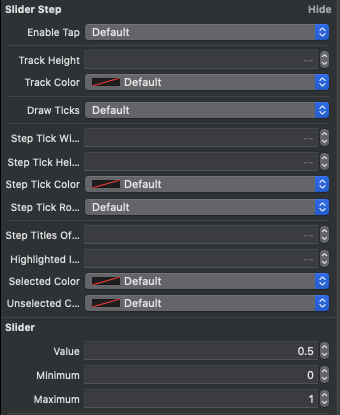 Slider Step Hide
Enable Tap Default
Track Height --
Track Color Default
Draw Ticks Default
Step Tick Wi... --
Step Tick Hei... --
Step Tick Color Default
Step Tick Ro... Default
Step Titles Of... --
Highlighted I... --
Selected Color Default
Unselected C... Default
Slider
Value 0.5
Minimum 0
Maximum 1